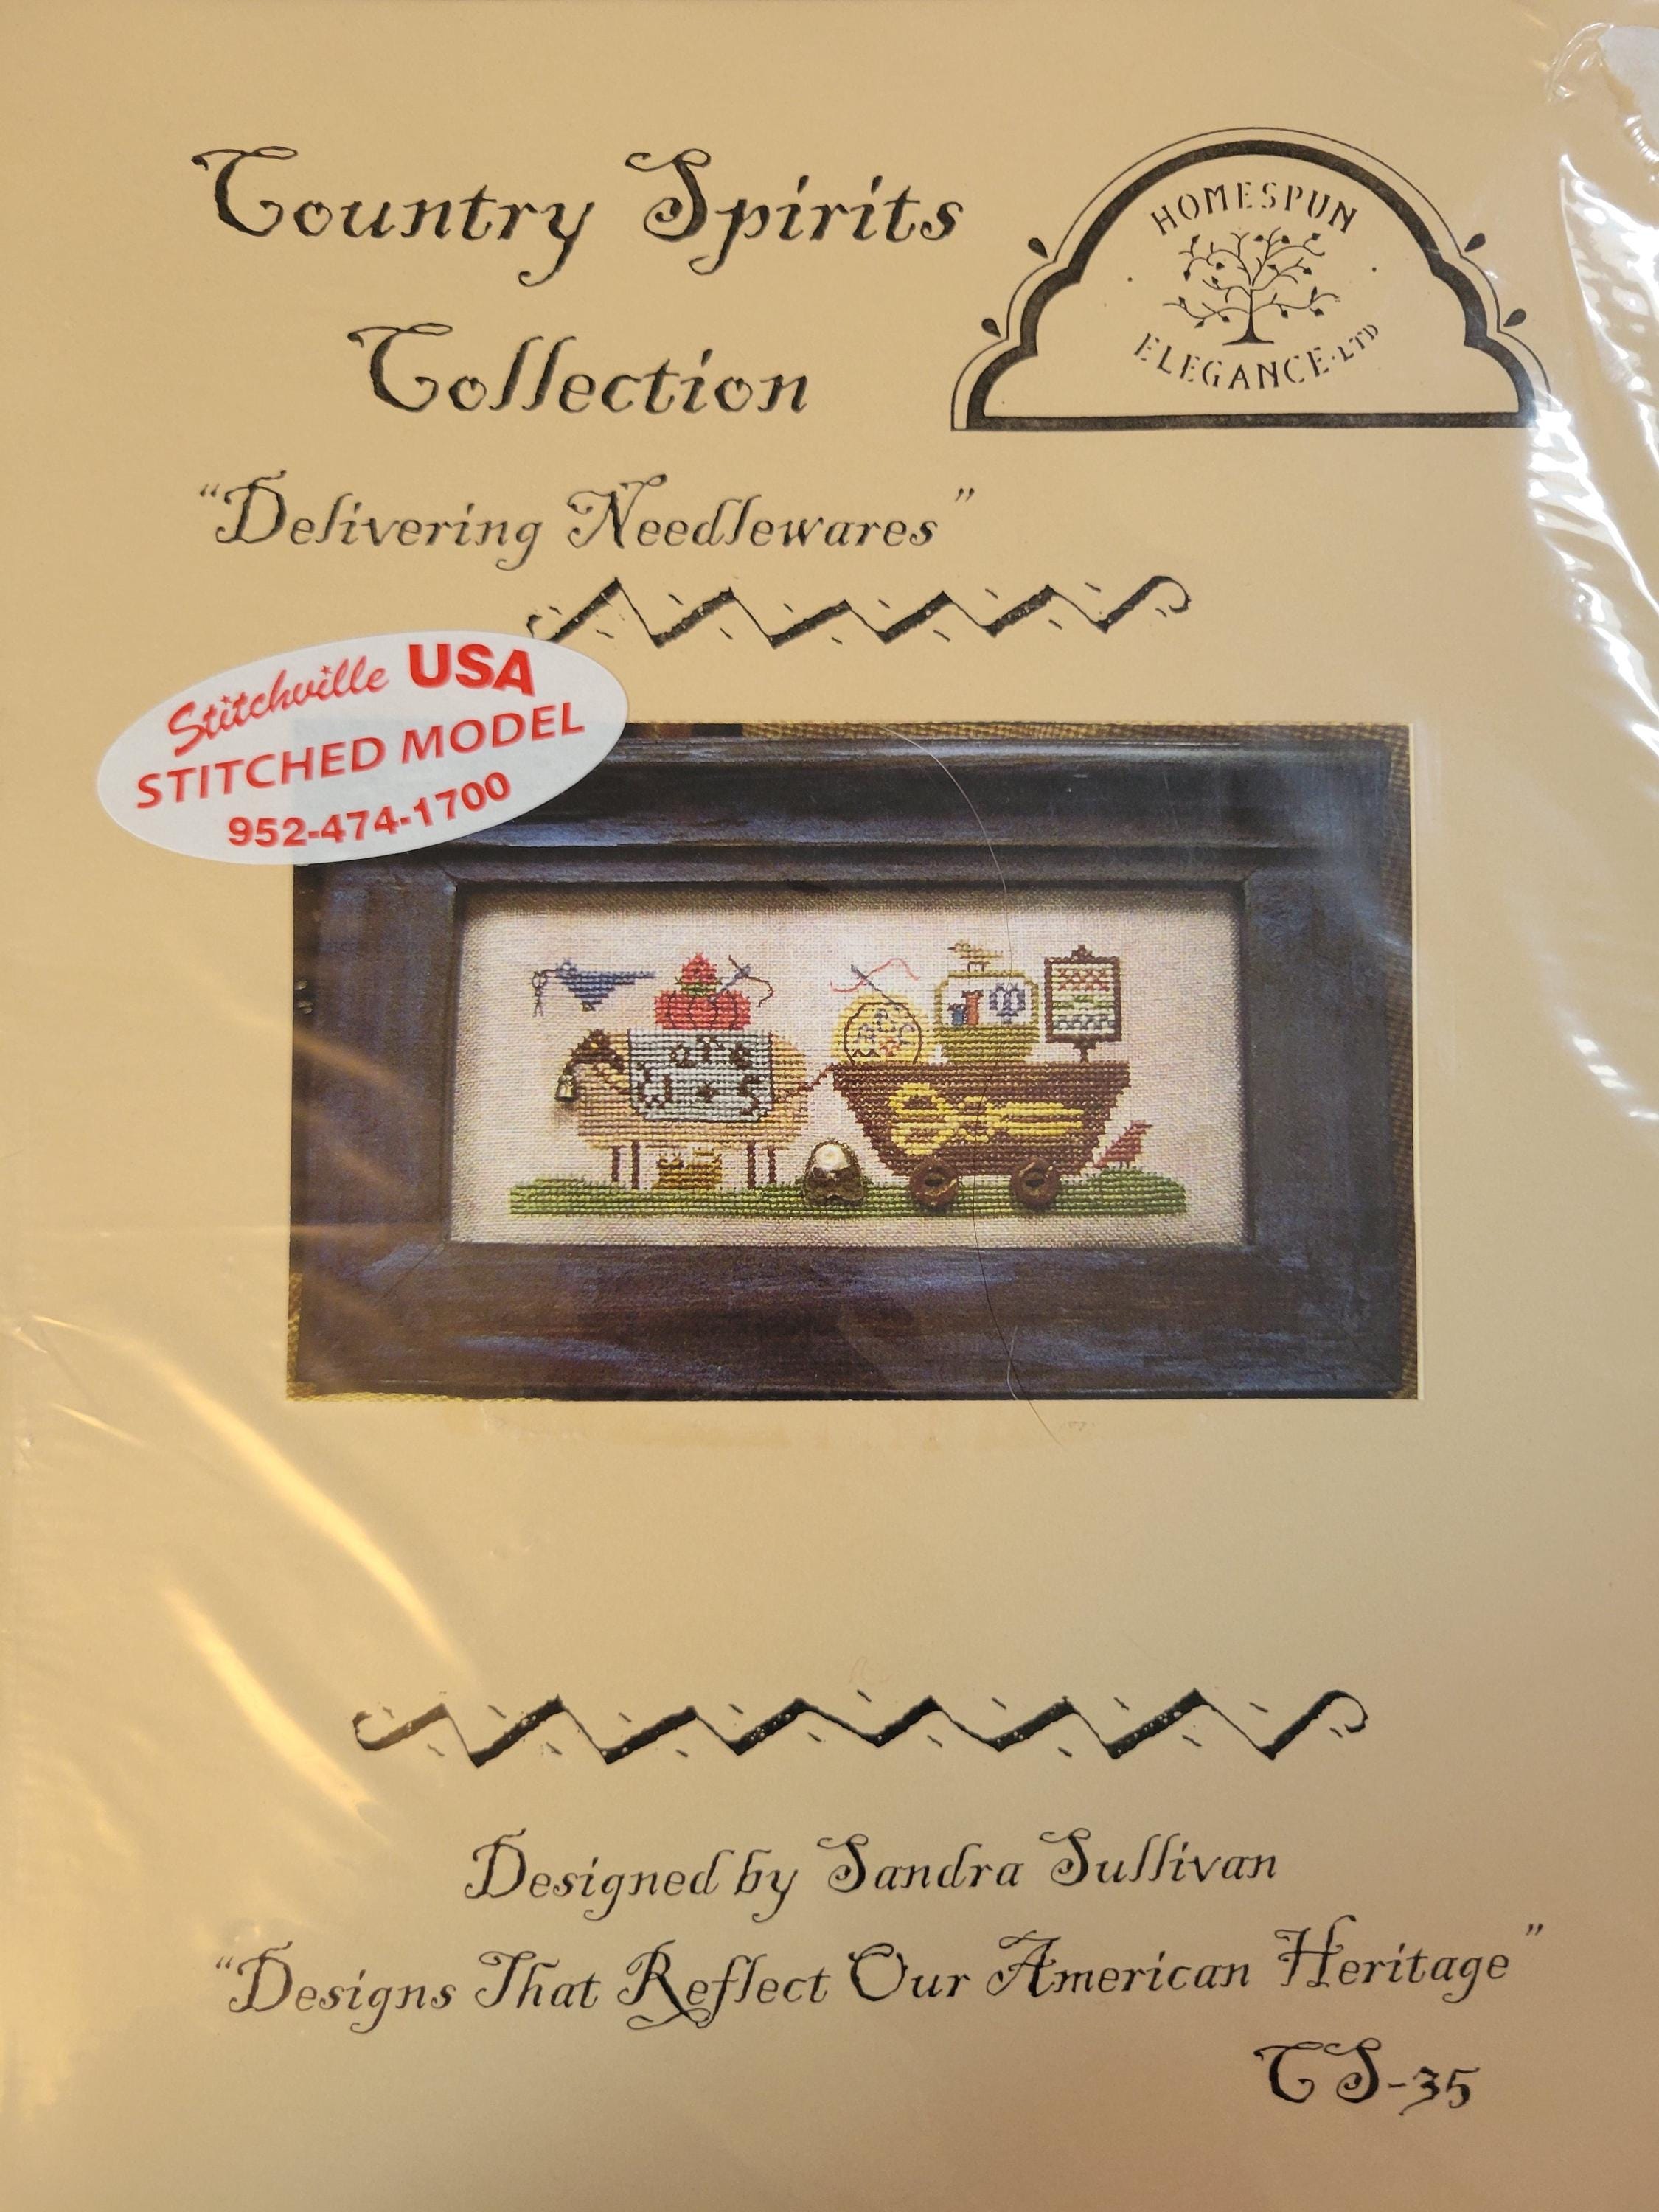 Country Spirits
Collection
HOMESPUN
ELEGANCE·LTD
"Delivering Needlewares"
Stitchville USA
STITCHED MODEL
952-474-1700
Designed by Sandra Sullivan
"Designs That Reflect Our American Heritage"
CS-35